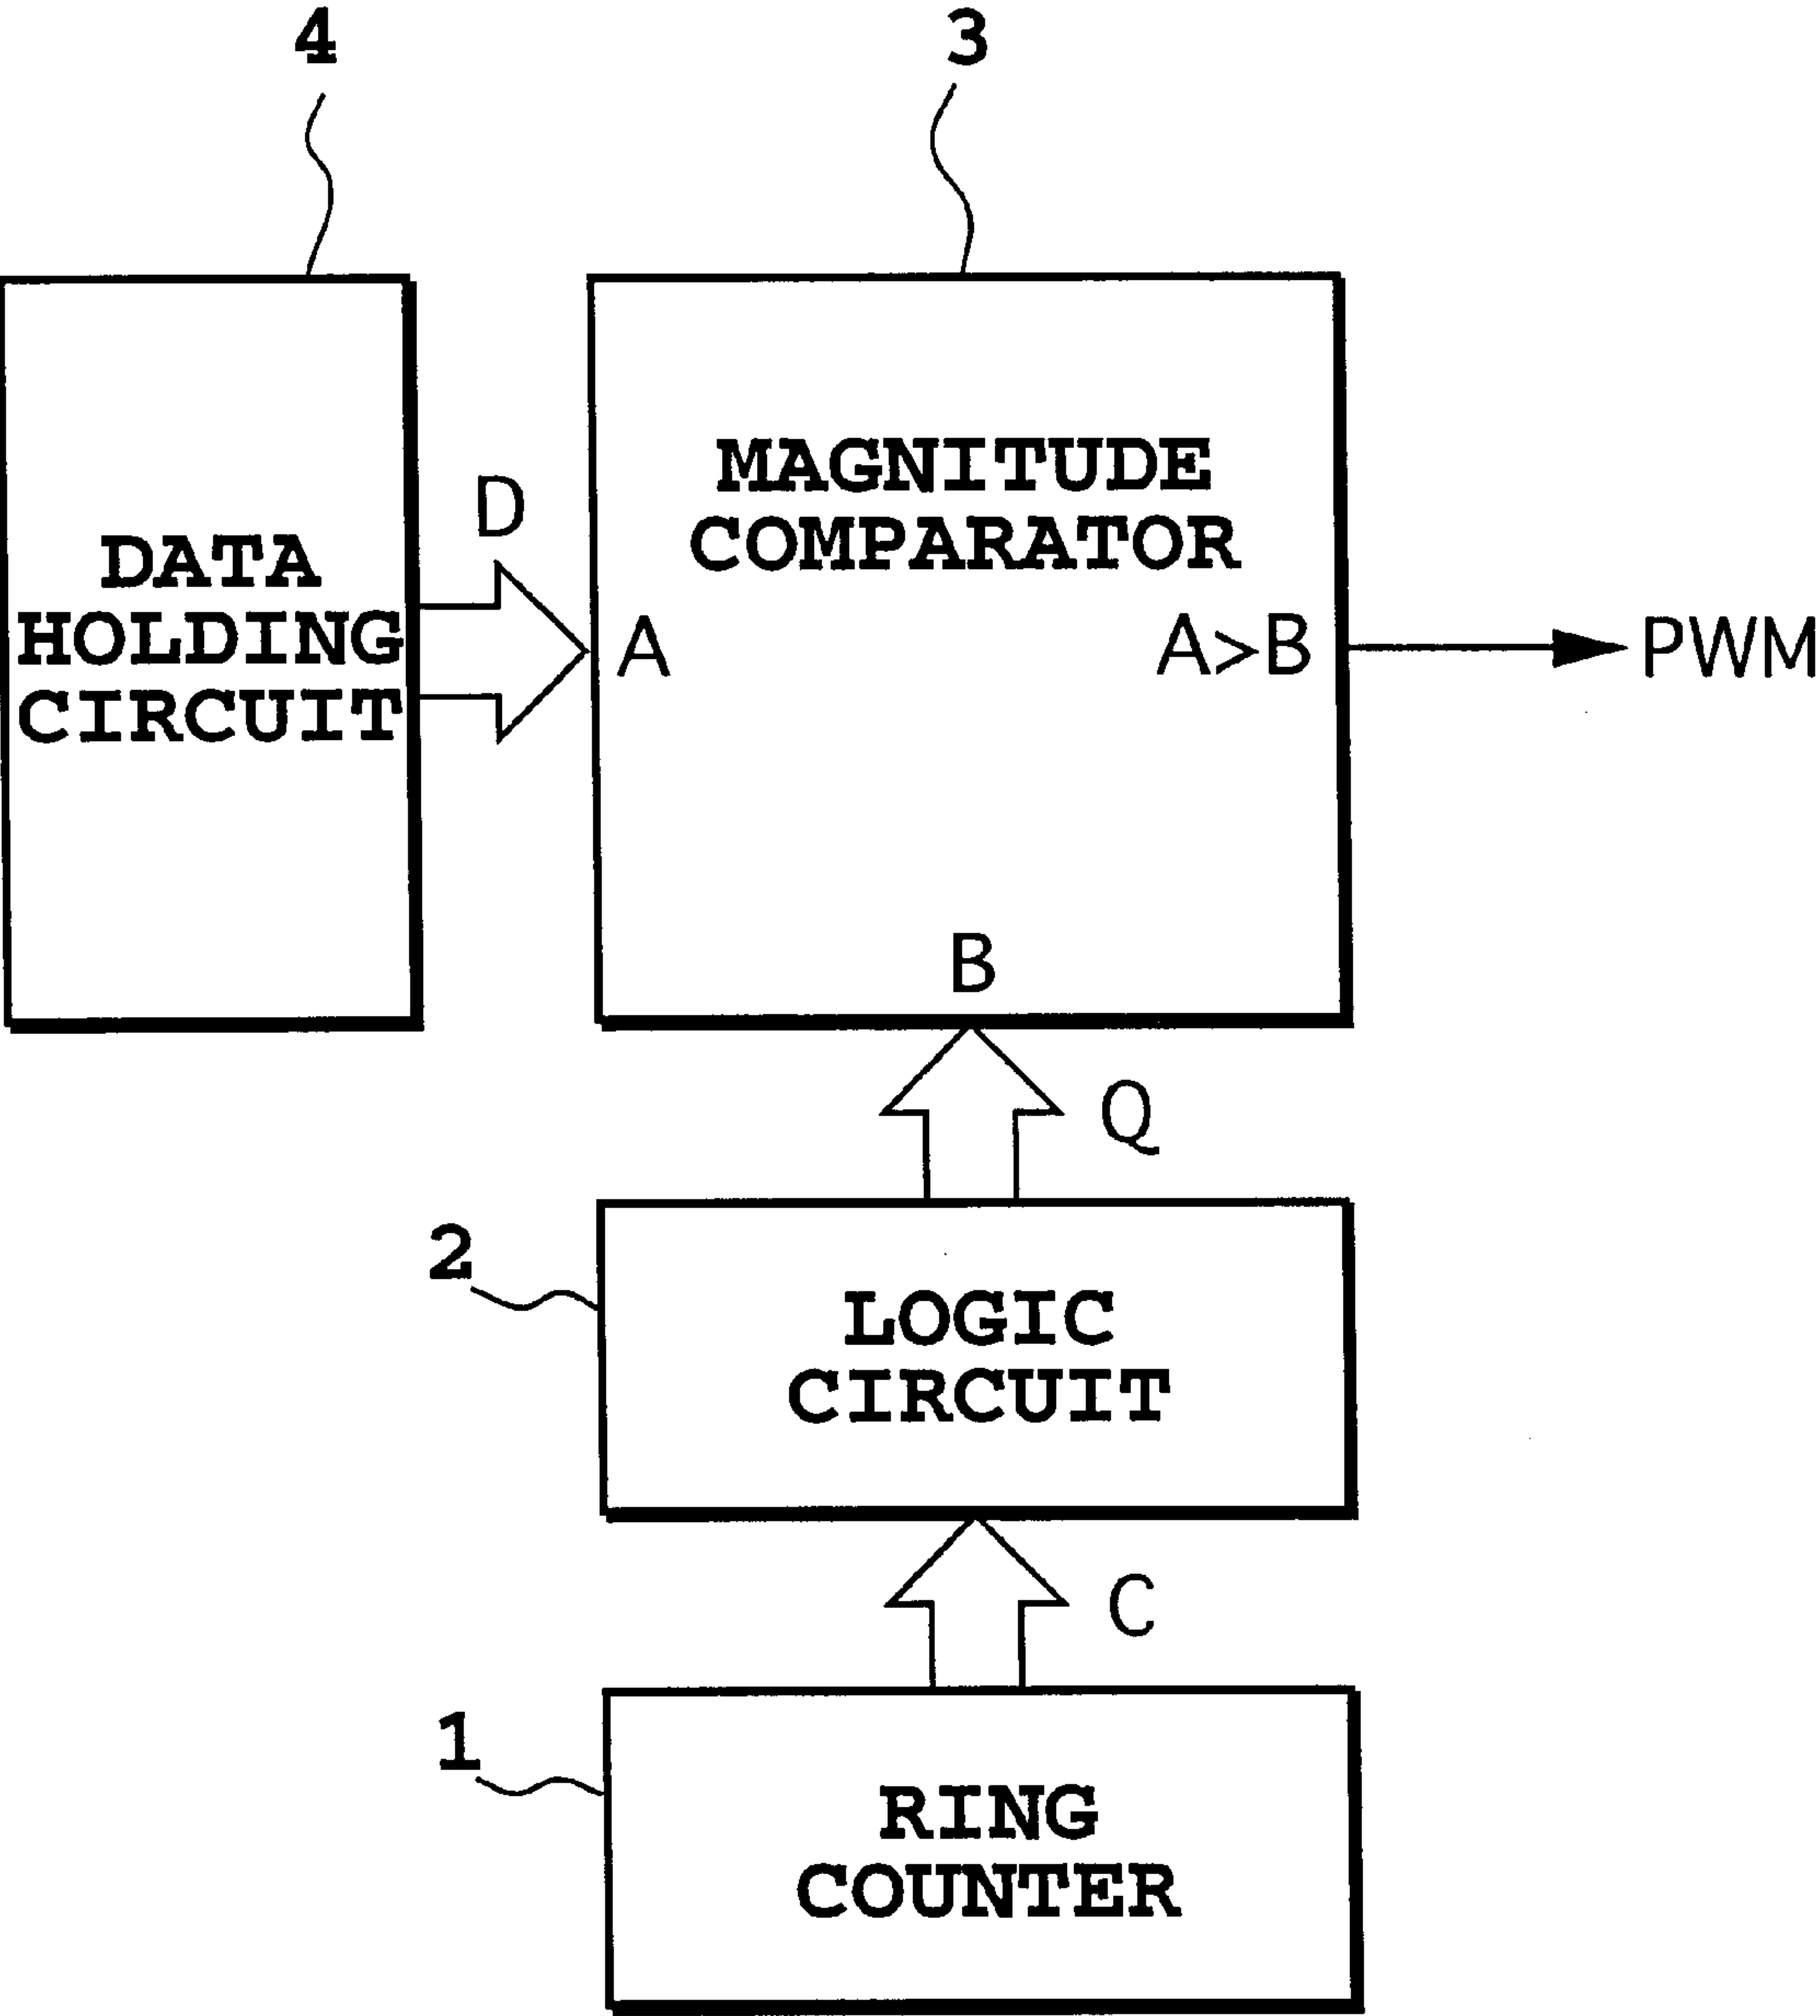 4
3
MAGNITUDE
COMPARATOR
D
DATA
HOLDING
CIRCUIT
A
A>B
PWM
B
Q
2
LOGIC
CIRCUIT
C
1
RING
COUNTER